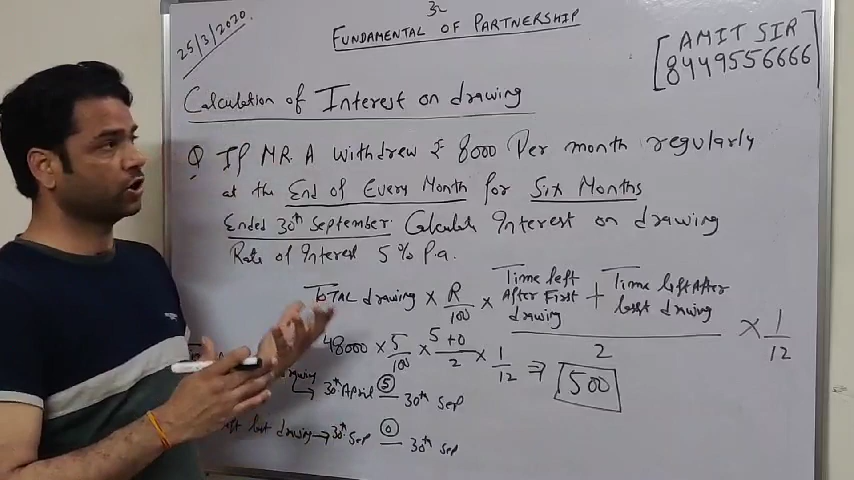 25/3/2020.
FUNDAMENTAL OF PARTNERSHIP
AMIT SIR
8449556666
Calculation of Interest on drawing
Q If MR. A withdrew ₹ 8000 Per month regularly
at the End of Every Month for Six Months
Ended 30th September. Calculate Interest on drawing
Rate of Interest 5% P.a.
TOTAL drawing × R/100 × Time left After First drawing + Time left After last drawing / 2 × 1/12
48000 × 5/100 × 5+0/2 × 1/12 ⇒ 500
drawing → 30th April — 5 — 30th Sep
left last drawing → 30th Sep — 0 — 30th Sep